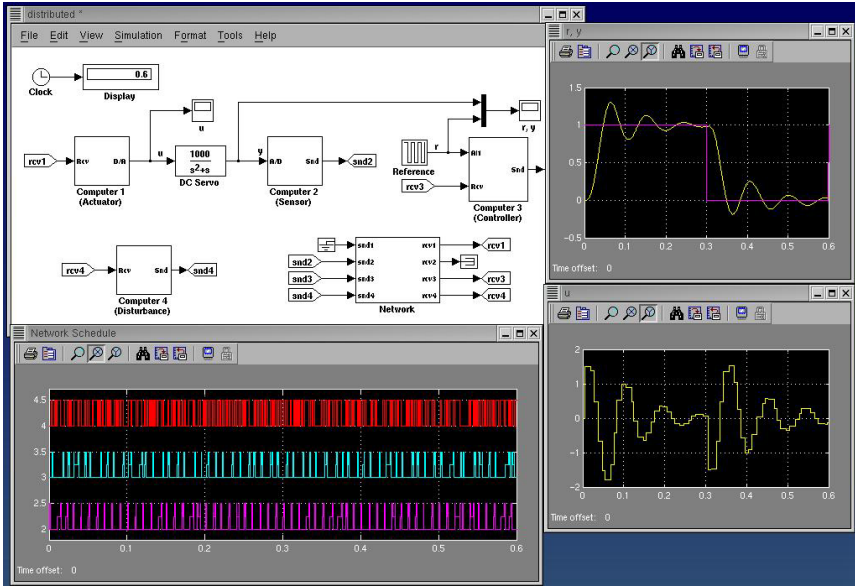 distributed *
File Edit View Simulation Format Tools Help
Clock
0.6
Display
u
r, y
rcv1
Rcv D/A
Computer 1
(Actuator)
u
1000
s²+s
DC Servo
y
A/D Snd
Computer 2
(Sensor)
snd2
Reference
r
rcv3
A/1
Snd
Rcv
Computer 3
(Controller)
rcv4
Rcv Snd
snd4
Computer 4
(Disturbance)
snd2
snd3
snd4
snd1 rcv1
snd2 rcv2
snd3 rcv3
snd4 rcv4
Network
rcv1
rcv3
rcv4
r, y
1.5
1
0.5
0
-0.5
0 0.1 0.2 0.3 0.4 0.5 0.6
Time offset: 0
Network Schedule
4.5
4
3.5
3
2.5
2
0 0.1 0.2 0.3 0.4 0.5 0.6
Time offset: 0
u
2
1
0
-1
-2
0 0.1 0.2 0.3 0.4 0.5 0.6
Time offset: 0